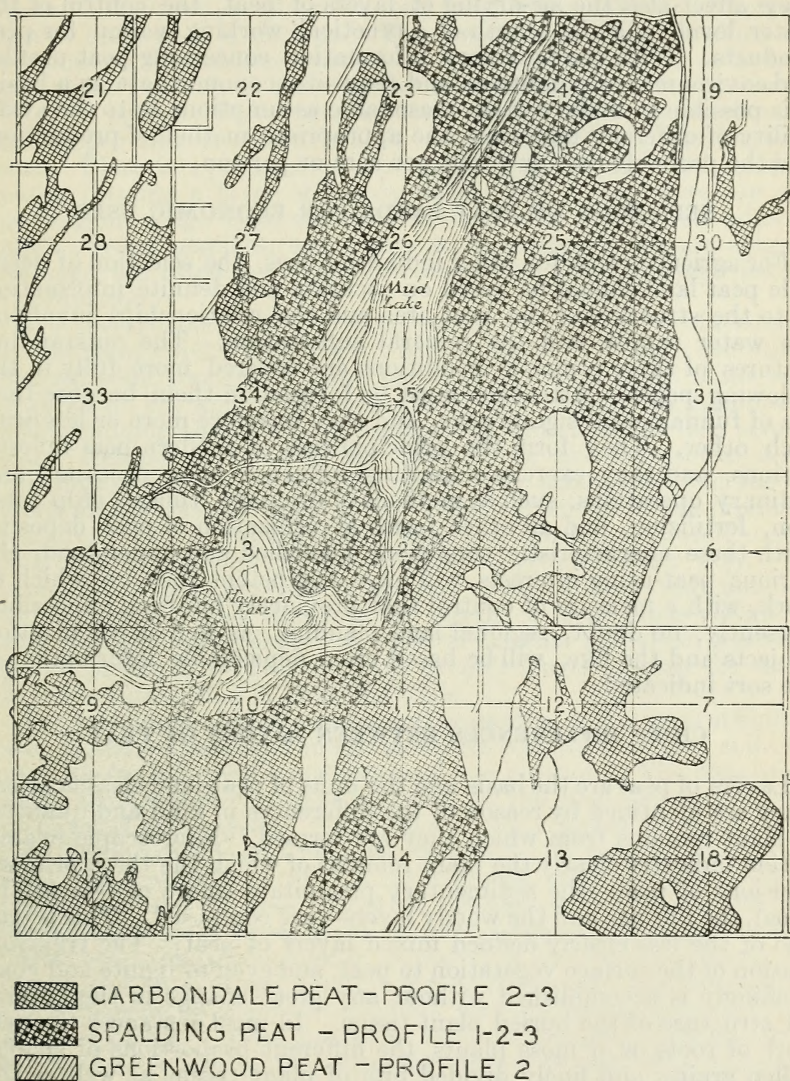 21 22 23 24 19
28 27 26 25 30
Mud
Lake
33 34 35 36 31
4 3 2 1 6
Hayward
Lake
9 10 11 12 7
16 15 14 13 18
CARBONDALE PEAT-PROFILE 2-3
SPALDING PEAT - PROFILE 1-2-3
GREENWOOD PEAT - PROFILE 2